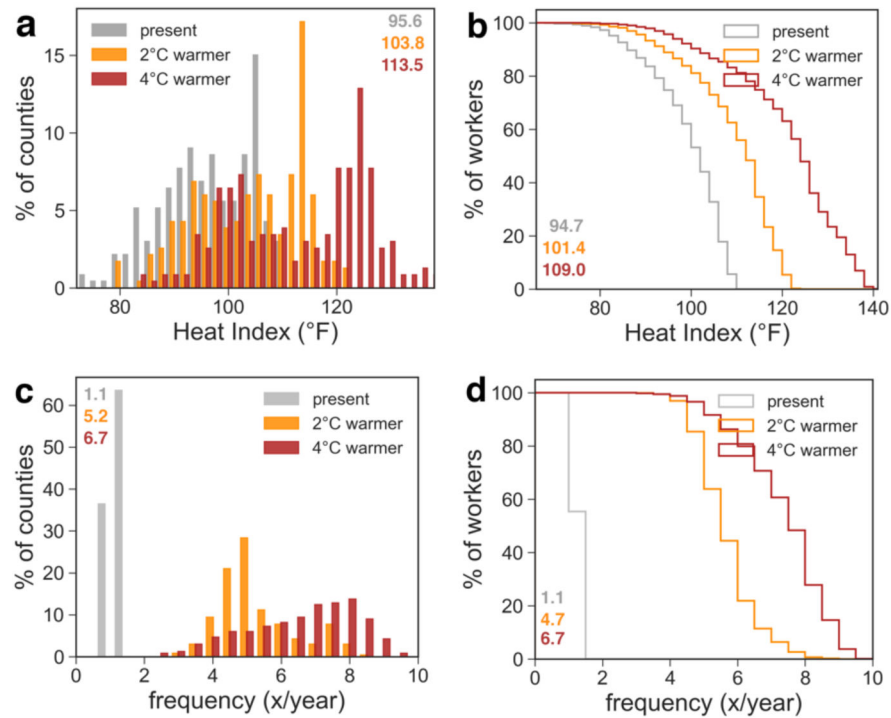 a
present
2°C warmer
4°C warmer
95.6
103.8
113.5
% of counties
15
10
5
0
80
100
120
Heat Index (°F)
b
present
2°C warmer
4°C warmer
% of workers
100
80
60
40
20
0
94.7
101.4
109.0
80
100
120
140
Heat Index (°F)
c
present
2°C warmer
4°C warmer
1.1
5.2
6.7
% of counties
60
50
40
30
20
10
0
0
2
4
6
8
10
frequency (x/year)
d
present
2°C warmer
4°C warmer
% of workers
100
80
60
40
20
0
1.1
4.7
6.7
0
2
4
6
8
10
frequency (x/year)